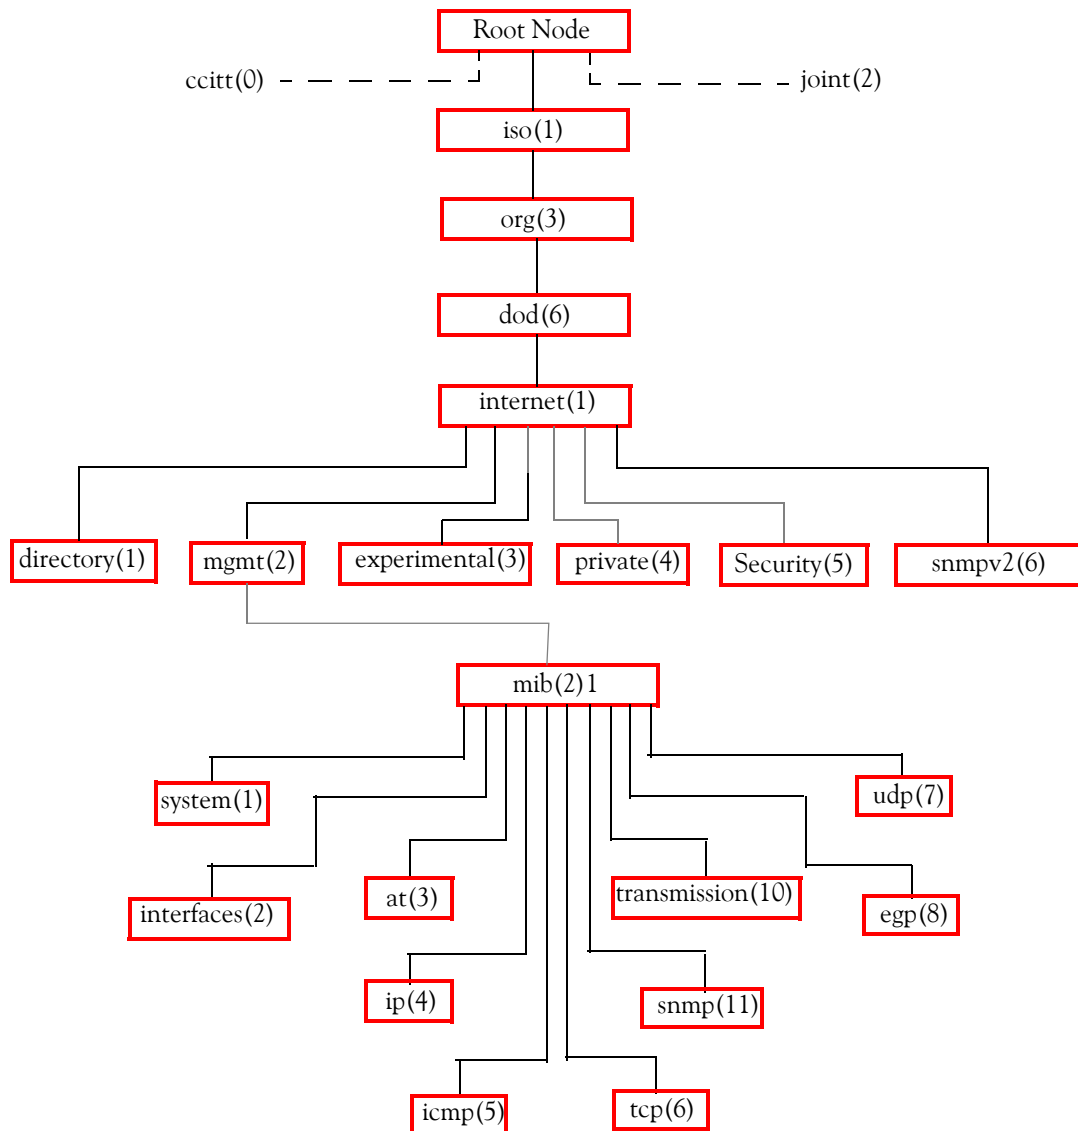 Root Node
ccitt(0)
joint(2)
iso(1)
org(3)
dod(6)
internet(1)
directory(1)
mgmt(2)
experimental(3)
private(4)
Security(5)
snmpv2(6)
mib(2)1
system(1)
udp(7)
interfaces(2)
at(3)
transmission(10)
egp(8)
ip(4)
snmp(11)
icmp(5)
tcp(6)